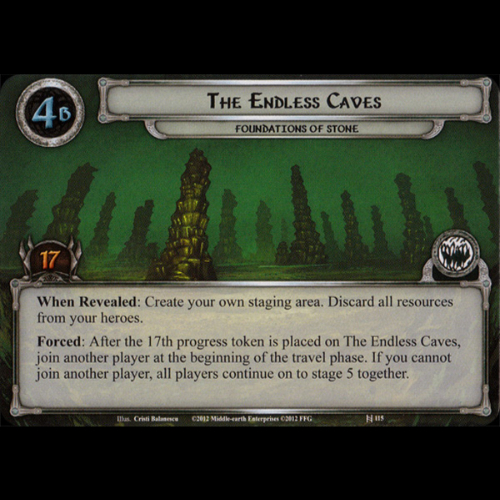 4B
THE ENDLESS CAVES
FOUNDATIONS OF STONE
17
When Revealed: Create your own staging area. Discard all resources
from your heroes.
Forced: After the 17th progress token is placed on The Endless Caves,
join another player at the beginning of the travel phase. If you cannot
join another player, all players continue on to stage 5 together.
Illus. Cristi Balanescu ©2012 Middle-earth Enterprises ©2012 FFG 115